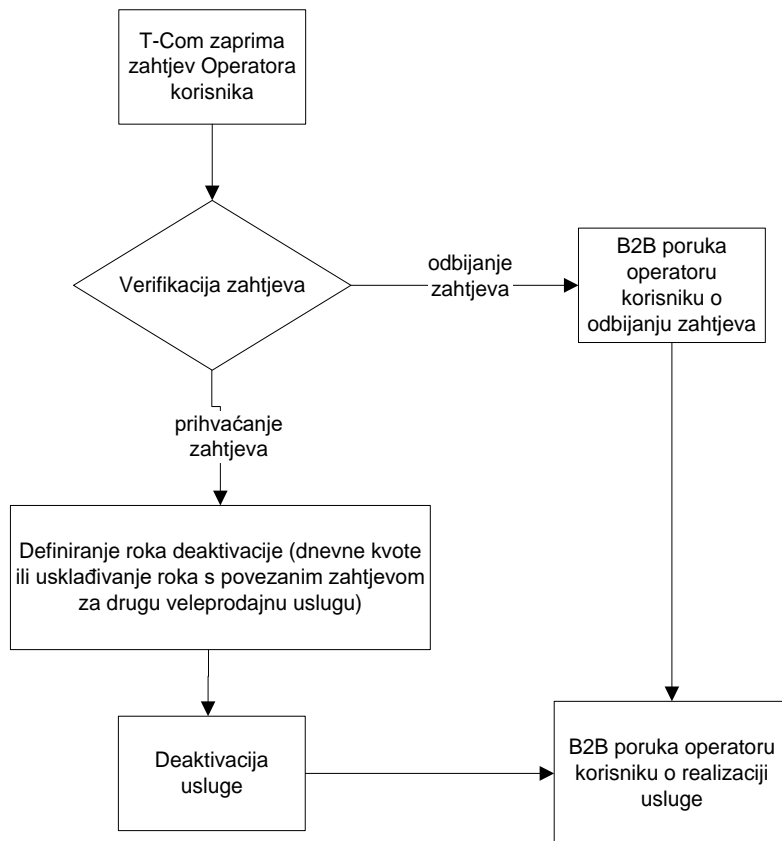 T-Com zaprima
zahtjev Operatora
korisnika
Verifikacija zahtjeva
odbijanje
zahtjeva
B2B poruka
operatoru
korisniku o
odbijanju zahtjeva
prihvaćanje
zahtjeva
Definiranje roka deaktivacije (dnevne kvote
ili usklađivanje roka s povezanim zahtjevom
za drugu veleprodajnu uslugu)
Deaktivacija
usluge
B2B poruka operatoru
korisniku o realizaciji
usluge